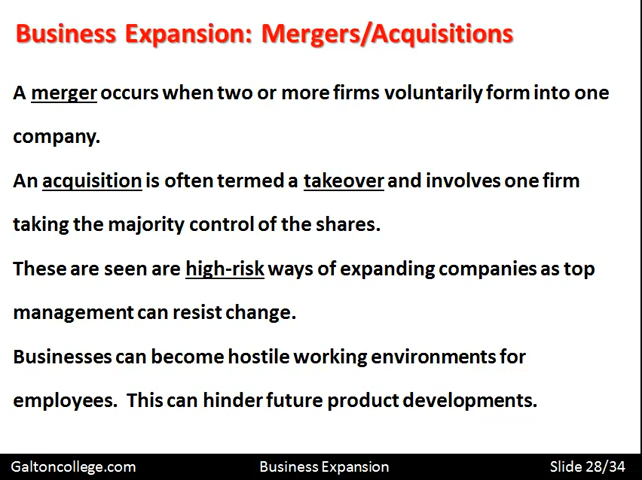 Business Expansion: Mergers/Acquisitions
A merger occurs when two or more firms voluntarily form into one
company.
An acquisition is often termed a takeover and involves one firm
taking the majority control of the shares.
These are seen are high-risk ways of expanding companies as top
management can resist change.
Businesses can become hostile working environments for
employees.  This can hinder future product developments.
Galtoncollege.com
Business Expansion
Slide 28/34